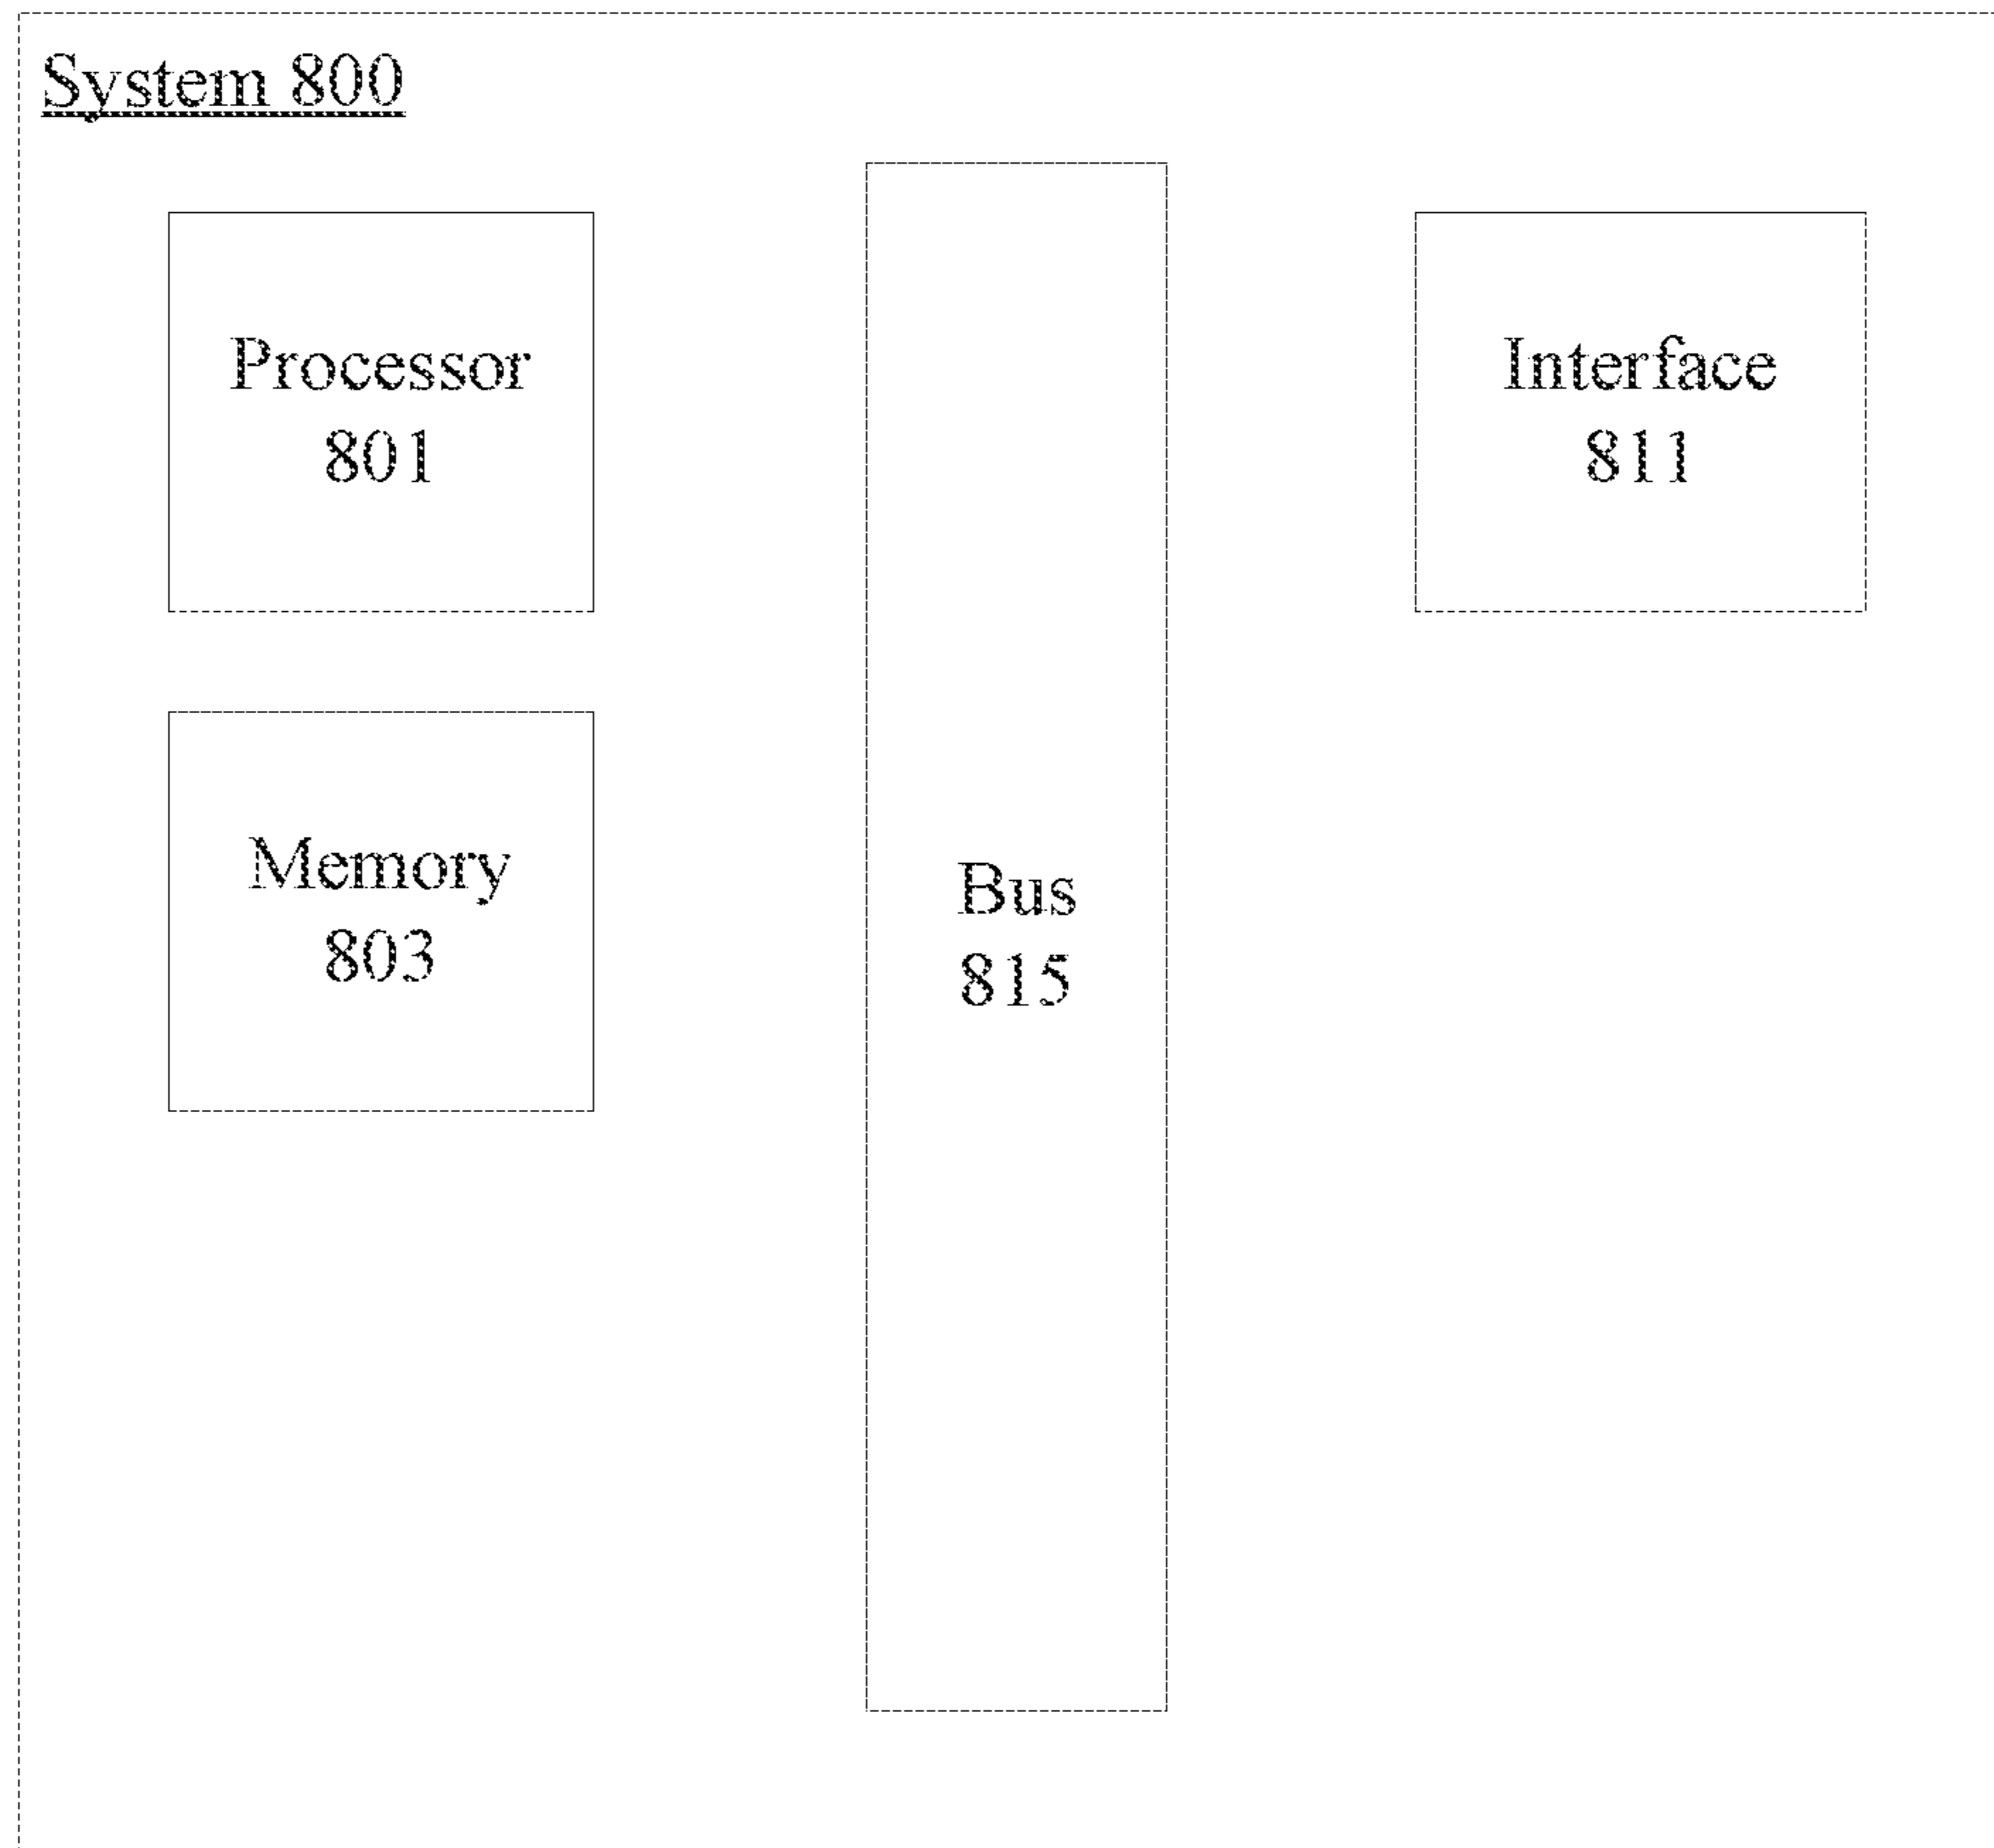 System 800
Processor
801
Interface
811
Memory
803
Bus
815